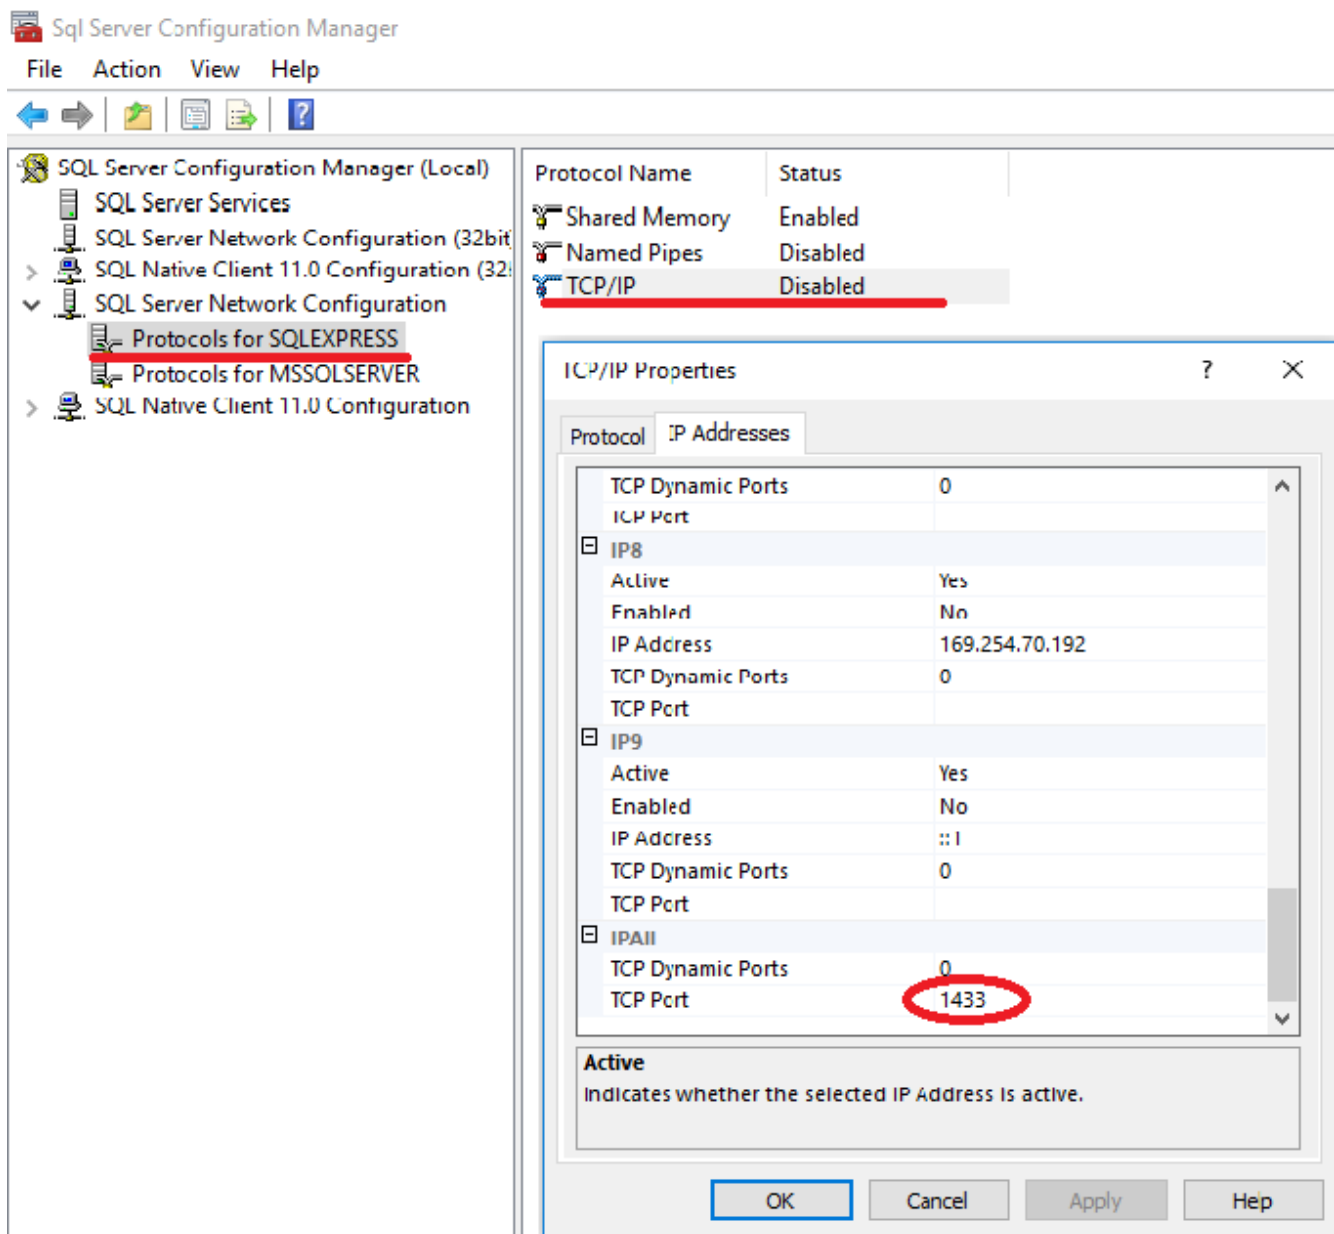 Sql Server Configuration Manager
File Action View Help
SQL Server Configuration Manager (Local)
SQL Server Services
SQL Server Network Configuration (32bit
SQL Native Client 11.0 Configuration (32
SQL Server Network Configuration
Protocols for SQLEXPRESS
Protocols for MSSQLSERVER
SQL Native Client 11.0 Configuration
Protocol Name Status
Shared Memory Enabled
Named Pipes Disabled
TCP/IP Disabled
TCP/IP Properties ? X
Protocol IP Addresses
TCP Dynamic Ports 0
TCP Port
IP8
Active Yes
Enabled No
IP Address 169.254.70.192
TCP Dynamic Ports 0
TCP Port
IP9
Active Yes
Enabled No
IP Address ::1
TCP Dynamic Ports 0
TCP Port
IPAll
TCP Dynamic Ports 0
TCP Port 1433
Active
Indicates whether the selected IP Address is active.
OK Cancel Apply Help